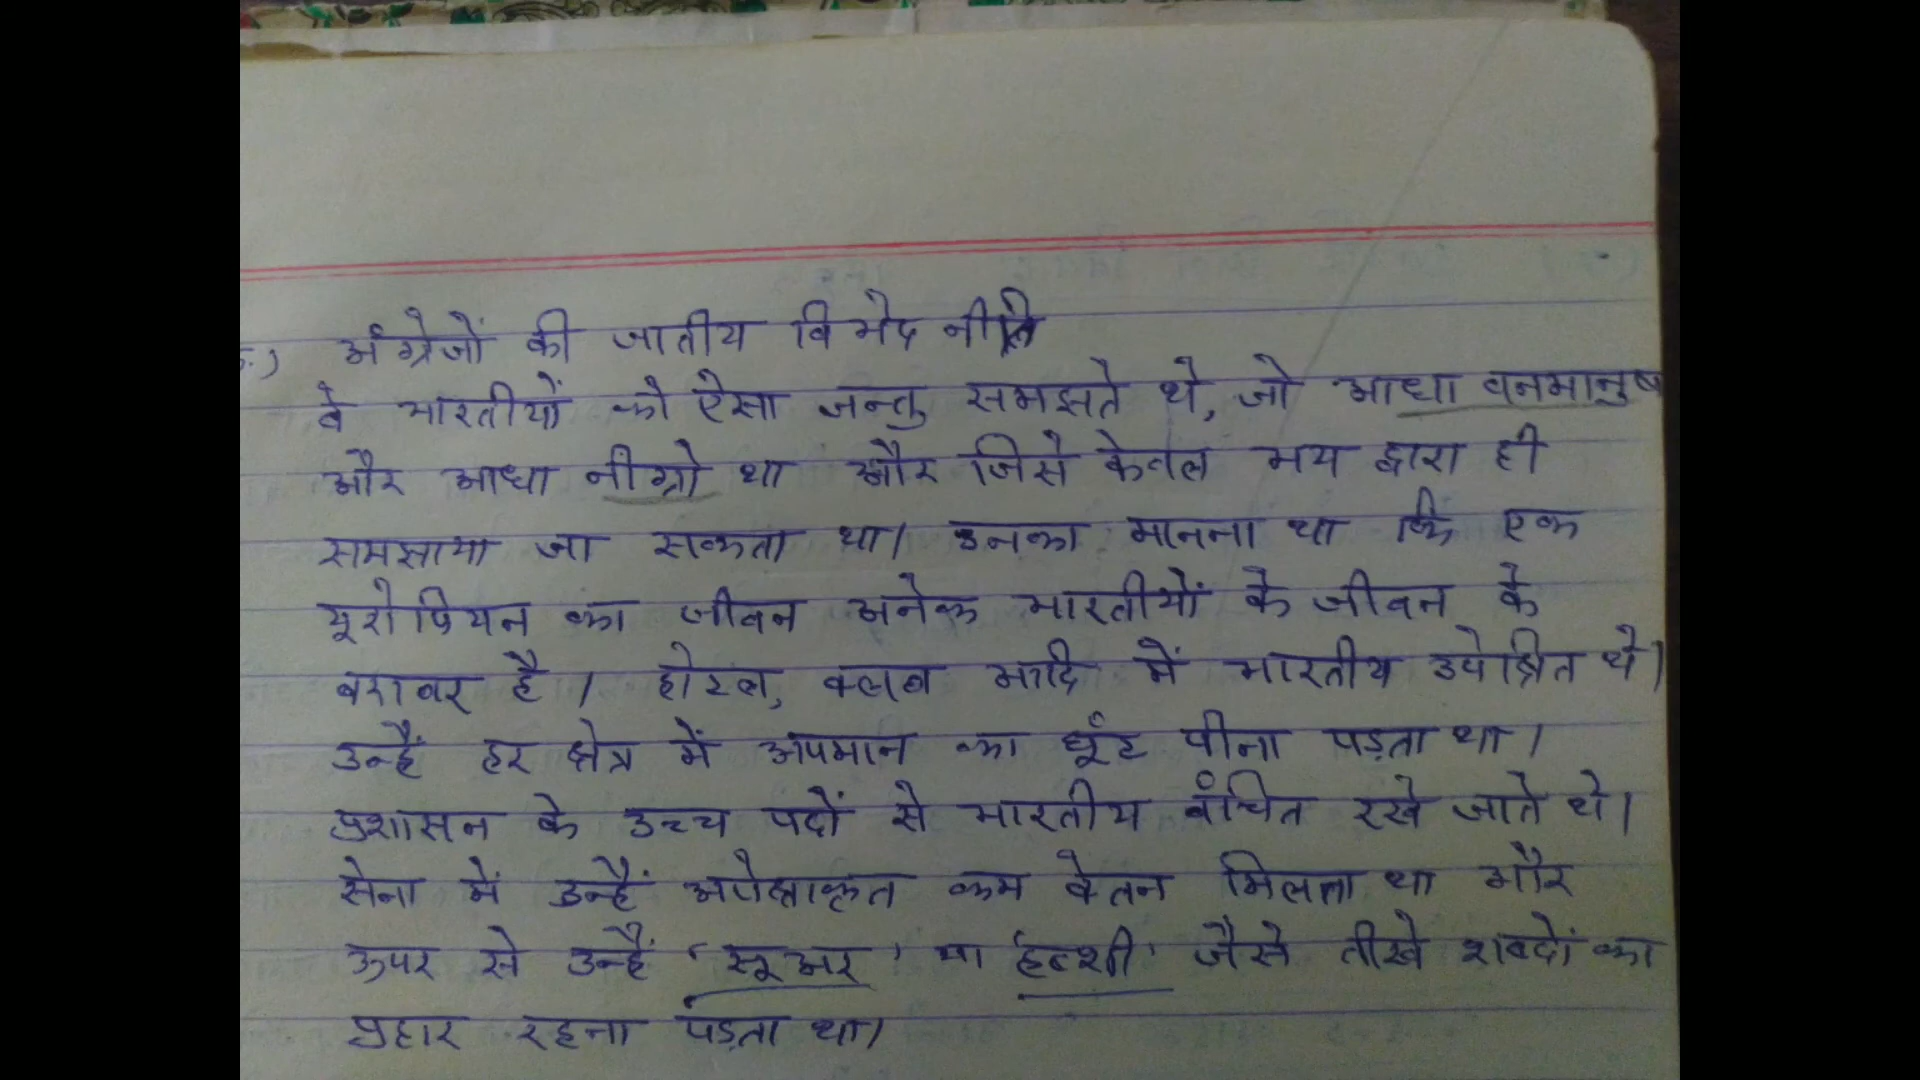 अंग्रेजों की जातीय विभेद नीति
वे भारतीयों को ऐसा जन्तु समझते थे, जो आधा वनमानुष
और आधा नीग्रो था और जिसे केवल भय द्वारा ही
समझाया जा सकता था। उनका मानना था कि एक
यूरोपियन का जीवन अनेक भारतीयों के जीवन के
बराबर है। होटल, क्लब आदि में भारतीय उपेक्षित थे।
उन्हैं हर क्षेत्र में अपमान का घूंट पीना पड़ता था।
प्रशासन के उच्च पदों से भारतीय वंचित रखे जाते थे।
सेना में उन्हैं अपेक्षाकृत कम वेतन मिलता था और
ऊपर से उन्हैं 'सूअर' या 'हब्शी' जैसे तीखे शब्दों का
प्रहार रहना पड़ता था।